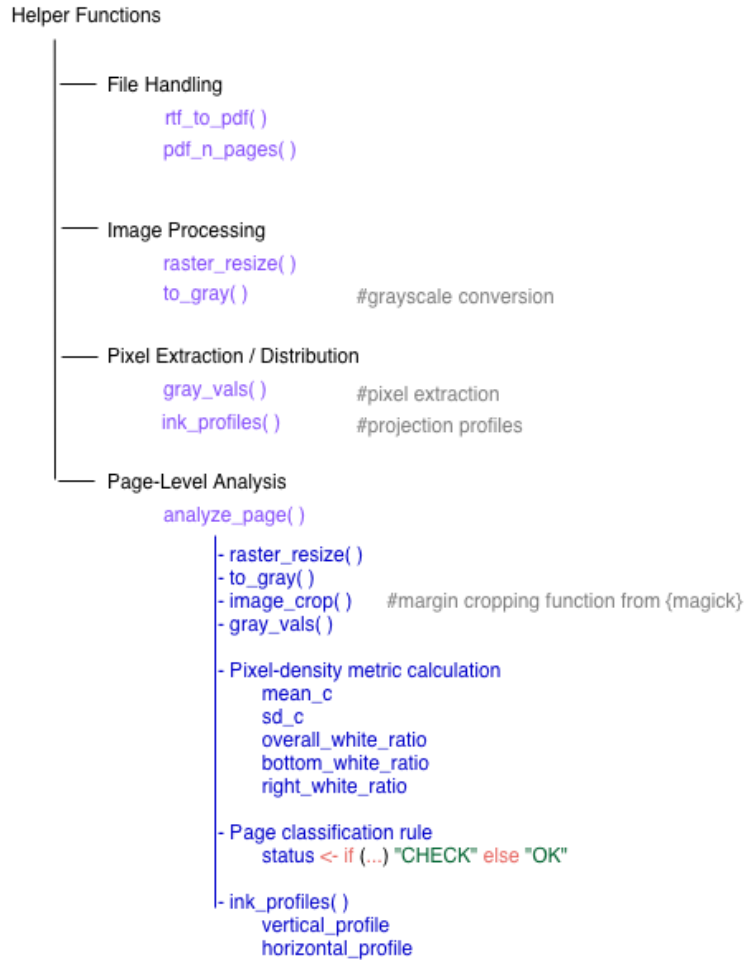 Helper Functions
File Handling
rtf_to_pdf( )
pdf_n_pages( )
Image Processing
raster_resize( )
to_gray( ) #grayscale conversion
Pixel Extraction / Distribution
gray_vals( ) #pixel extraction
ink_profiles( ) #projection profiles
Page-Level Analysis
analyze_page( )
- raster_resize( )
- to_gray( )
- image_crop( ) #margin cropping function from {magick}
- gray_vals( )
- Pixel-density metric calculation
mean_c
sd_c
overall_white_ratio
bottom_white_ratio
right_white_ratio
- Page classification rule
status <- if (...) "CHECK" else "OK"
- ink_profiles( )
vertical_profile
horizontal_profile